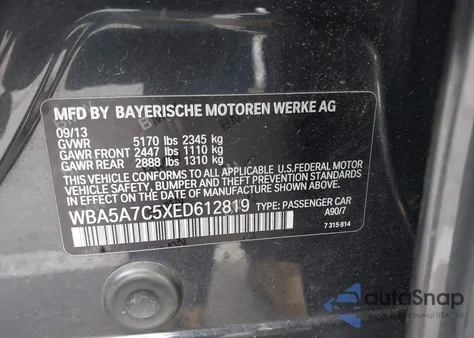 MFD BY BAYERISCHE MOTOREN WERKE AG
09/13
GVWR 5170 lbs 2345 kg
GAWR FRONT 2447 lbs 1110 kg
GAWR REAR 2888 lbs 1310 kg
THIS VEHICLE CONFORMS TO ALL APPLICABLE U.S.FEDERAL MOTOR
VEHICLE SAFETY, BUMPER, AND THEFT PREVENTION STANDARDS
IN EFFECT ON THE DATE OF MANUFACTURE SHOWN ABOVE.
WBA5A7C5XED612819 TYPE: PASSENGER CAR
A90/7
7 315 814
autoSnap